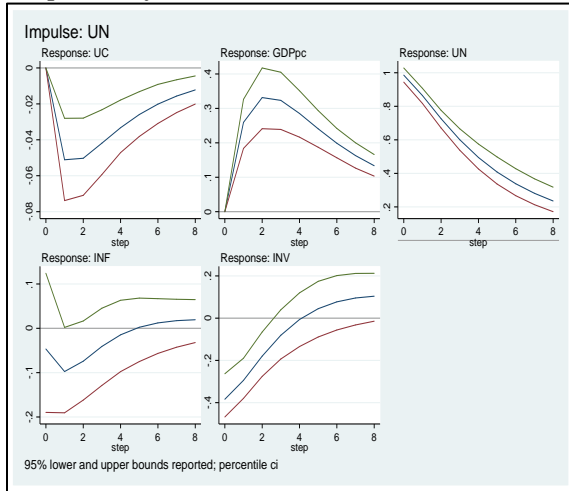 Impulse: UN
Response: UC
0
-.02
-.04
-.06
-.08
0 2 4 6 8
step
Response: GDPpc
.4
.3
.2
.1
0
0 2 4 6 8
step
Response: UN
1
.8
.6
.4
.2
0 2 4 6 8
step
Response: INF
.1
0
-.1
-.2
0 2 4 6 8
step
Response: INV
.2
0
-.2
-.4
0 2 4 6 8
step
95% lower and upper bounds reported; percentile ci